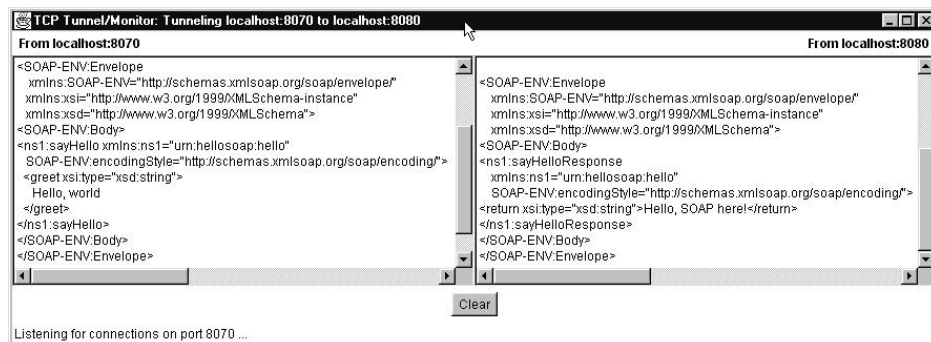 TCP Tunnel/Monitor: Tunneling localhost:8070 to localhost:8080
From localhost:8070
From localhost:8080
<SOAP-ENV:Envelope
xmlns:SOAP-ENV="http://schemas.xmlsoap.org/soap/envelope/"
xmlns:xsi="http://www.w3.org/1999/XMLSchema-instance"
xmlns:xsd="http://www.w3.org/1999/XMLSchema">
<SOAP-ENV:Body>
<ns1:sayHello xmlns:ns1="urn:hellosoap:hello"
SOAP-ENV:encodingStyle="http://schemas.xmlsoap.org/soap/encoding/">
<greet xsi:type="xsd:string">
Hello, world
</greet>
</ns1:sayHello>
</SOAP-ENV:Body>
</SOAP-ENV:Envelope>
<SOAP-ENV:Envelope
xmlns:SOAP-ENV="http://schemas.xmlsoap.org/soap/envelope/"
xmlns:xsi="http://www.w3.org/1999/XMLSchema-instance"
xmlns:xsd="http://www.w3.org/1999/XMLSchema">
<SOAP-ENV:Body>
<ns1:sayHelloResponse
xmlns:ns1="urn:hellosoap:hello"
SOAP-ENV:encodingStyle="http://schemas.xmlsoap.org/soap/encoding/">
<return xsi:type="xsd:string">Hello, SOAP here!</return>
</ns1:sayHelloResponse>
</SOAP-ENV:Body>
</SOAP-ENV:Envelope>
Clear
Listening for connections on port 8070 ...